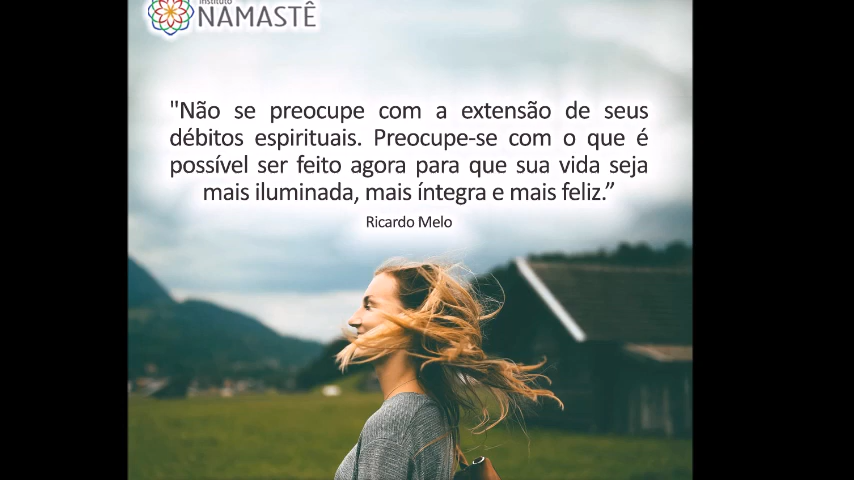 Instituto
NAMASTÊ
"Não se preocupe com a extensão de seus
débitos espirituais. Preocupe-se com o que é
possível ser feito agora para que sua vida seja
mais iluminada, mais íntegra e mais feliz.”
Ricardo Melo